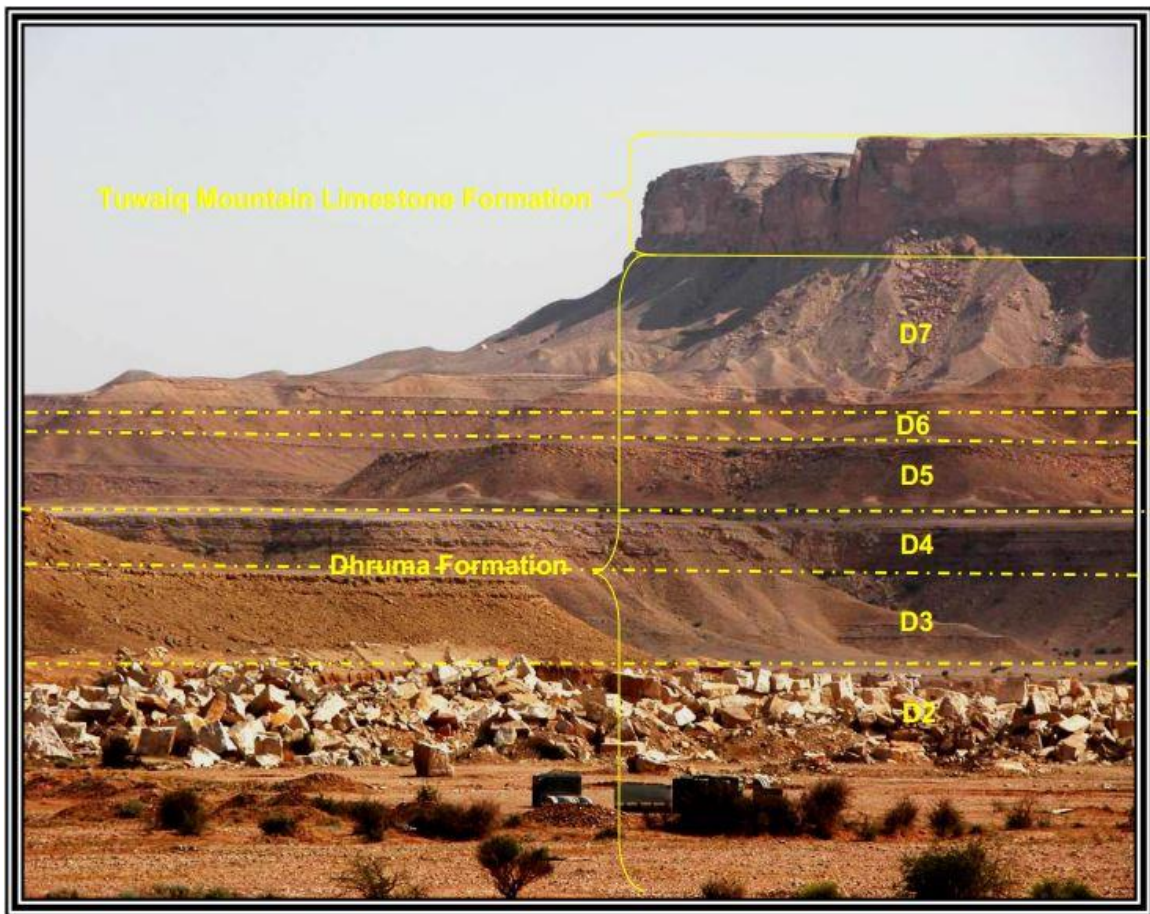 Tuwaiq Mountain Limestone Formation
D7
D6
D5
D4
Dhruma Formation
D3
D2